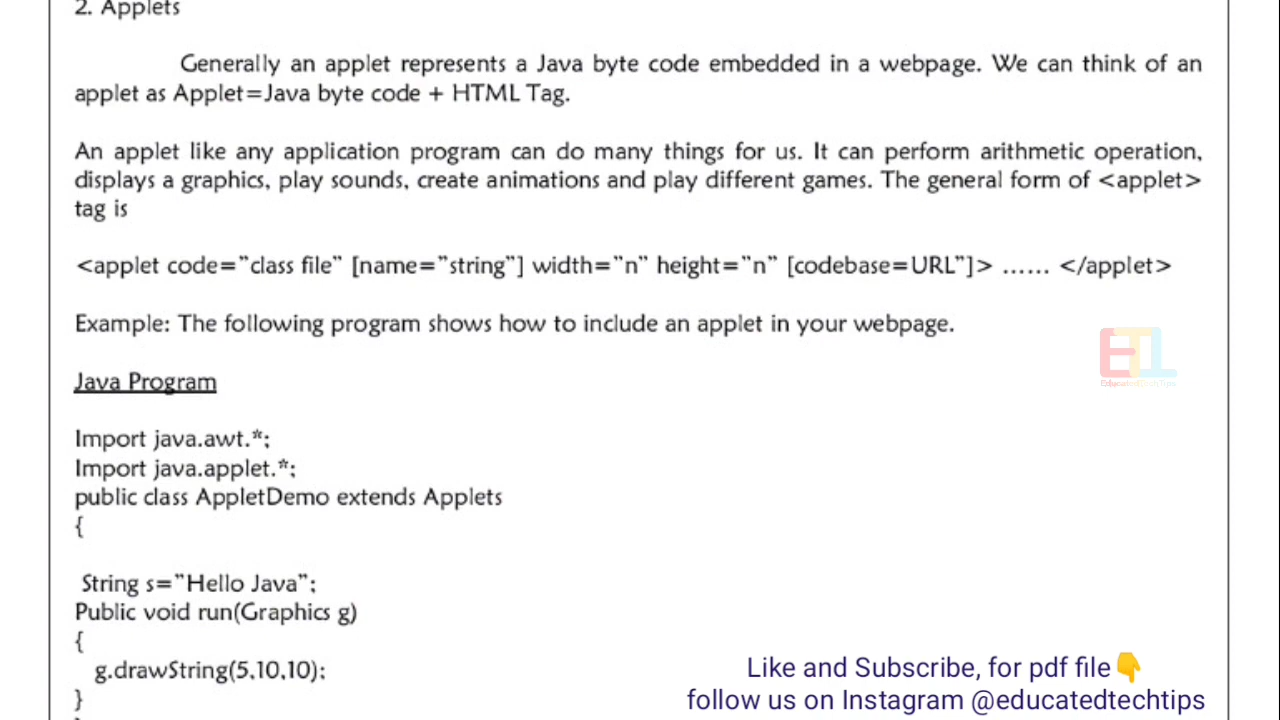 2. Applets
Generally an applet represents a Java byte code embedded in a webpage. We can think of an
applet as Applet=Java byte code + HTML Tag.
An applet like any application program can do many things for us. It can perform arithmetic operation,
displays a graphics, play sounds, create animations and play different games. The general form of <applet>
tag is
<applet code=”class file” [name=”string”] width=”n” height=”n” [codebase=URL”]> ...... </applet>
Example: The following program shows how to include an applet in your webpage.
ETL
EducatedTechTips
Java Program
Import java.awt.*;
Import java.applet.*;
public class AppletDemo extends Applets
{
String s=”Hello Java”;
Public void run(Graphics g)
{
g.drawString(5,10,10);
}
Like and Subscribe, for pdf file👇
follow us on Instagram @educatedtechtips